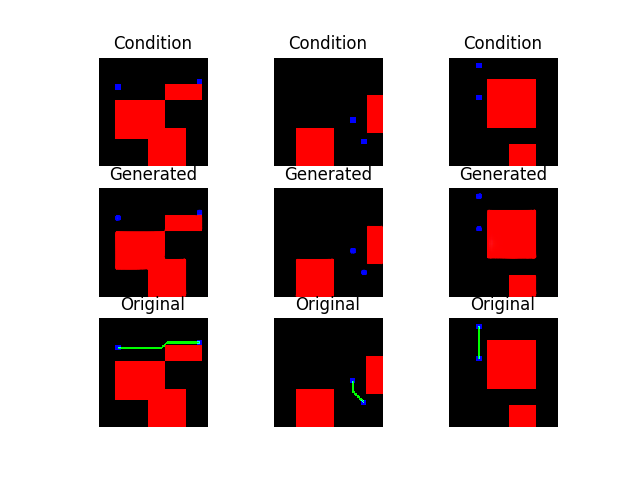 Condition Condition Condition
Generated Generated Generated
Original Original Original